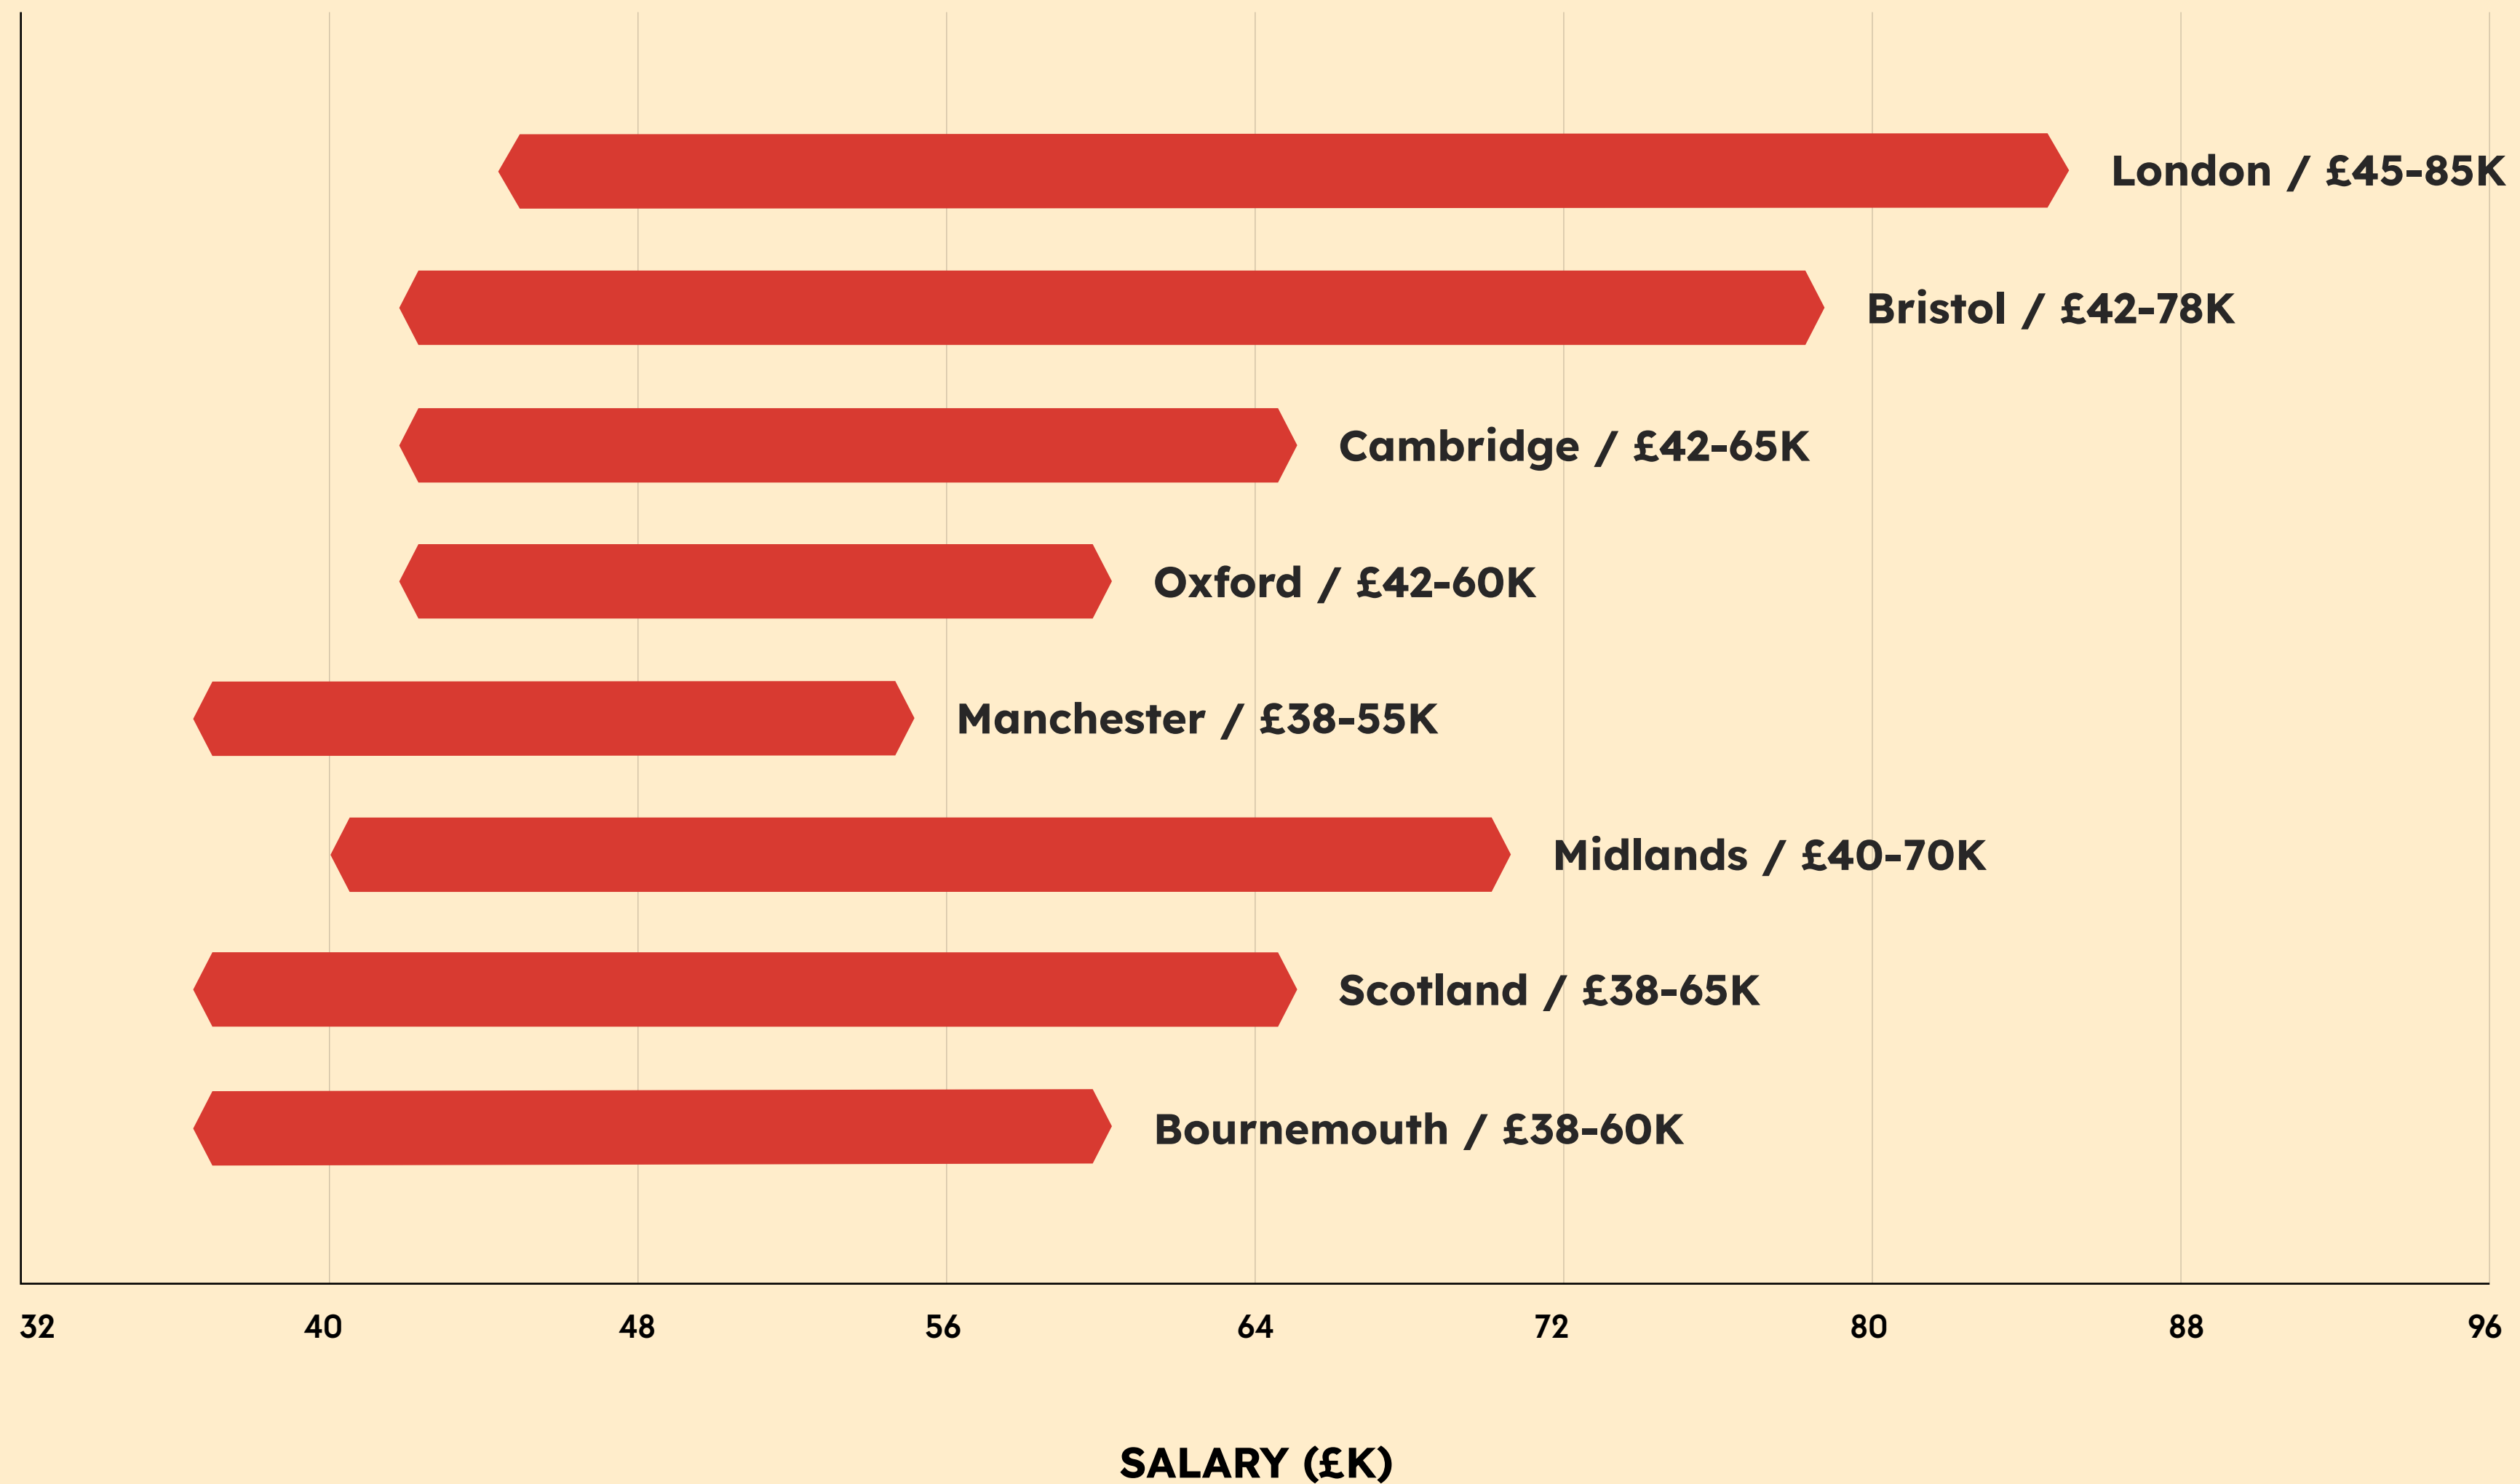 London / £45-85K
Bristol / £42-78K
Cambridge / £42-65K
Oxford / £42-60K
Manchester / £38-55K
Midlands / £40-70K
Scotland / £38-65K
Bournemouth / £38-60K
32 40 48 56 64 72 80 88 96
SALARY (£K)